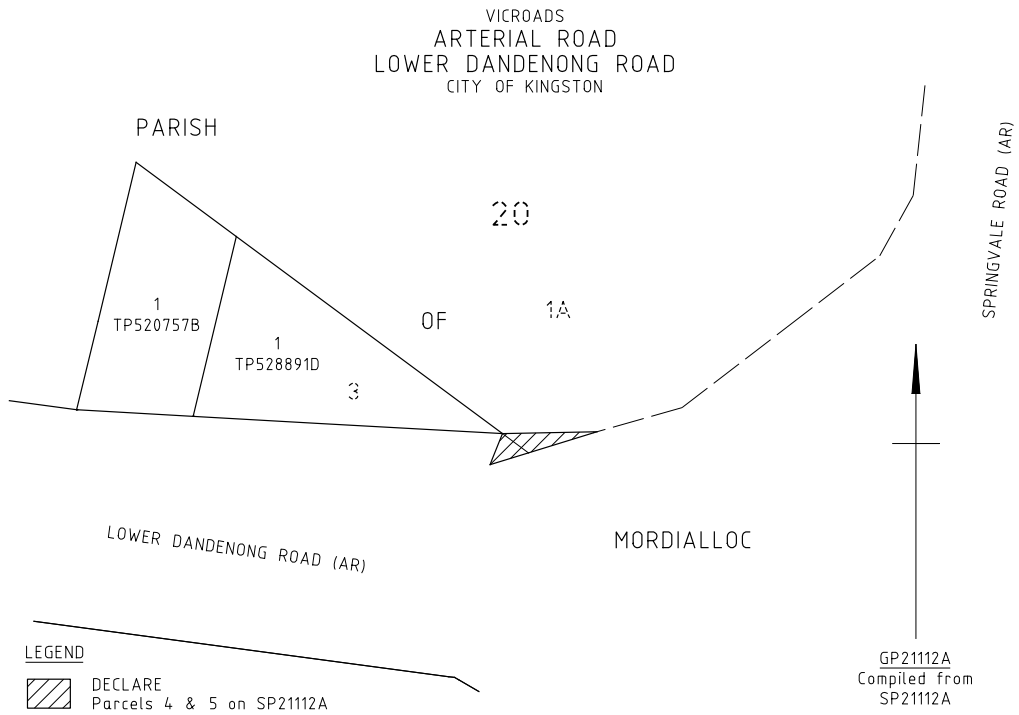 VICROADS
ARTERIAL ROAD
LOWER DANDENONG ROAD
CITY OF KINGSTON
PARISH
SPRINGVALE ROAD (AR)
20
1
TP520757B
1A
OF
1
TP528891D
3
LOWER DANDENONG ROAD (AR)
MORDIALLOC
LEGEND
DECLARE
Parcels 4 & 5 on SP21112A
GP21112A
Compiled from
SP21112A